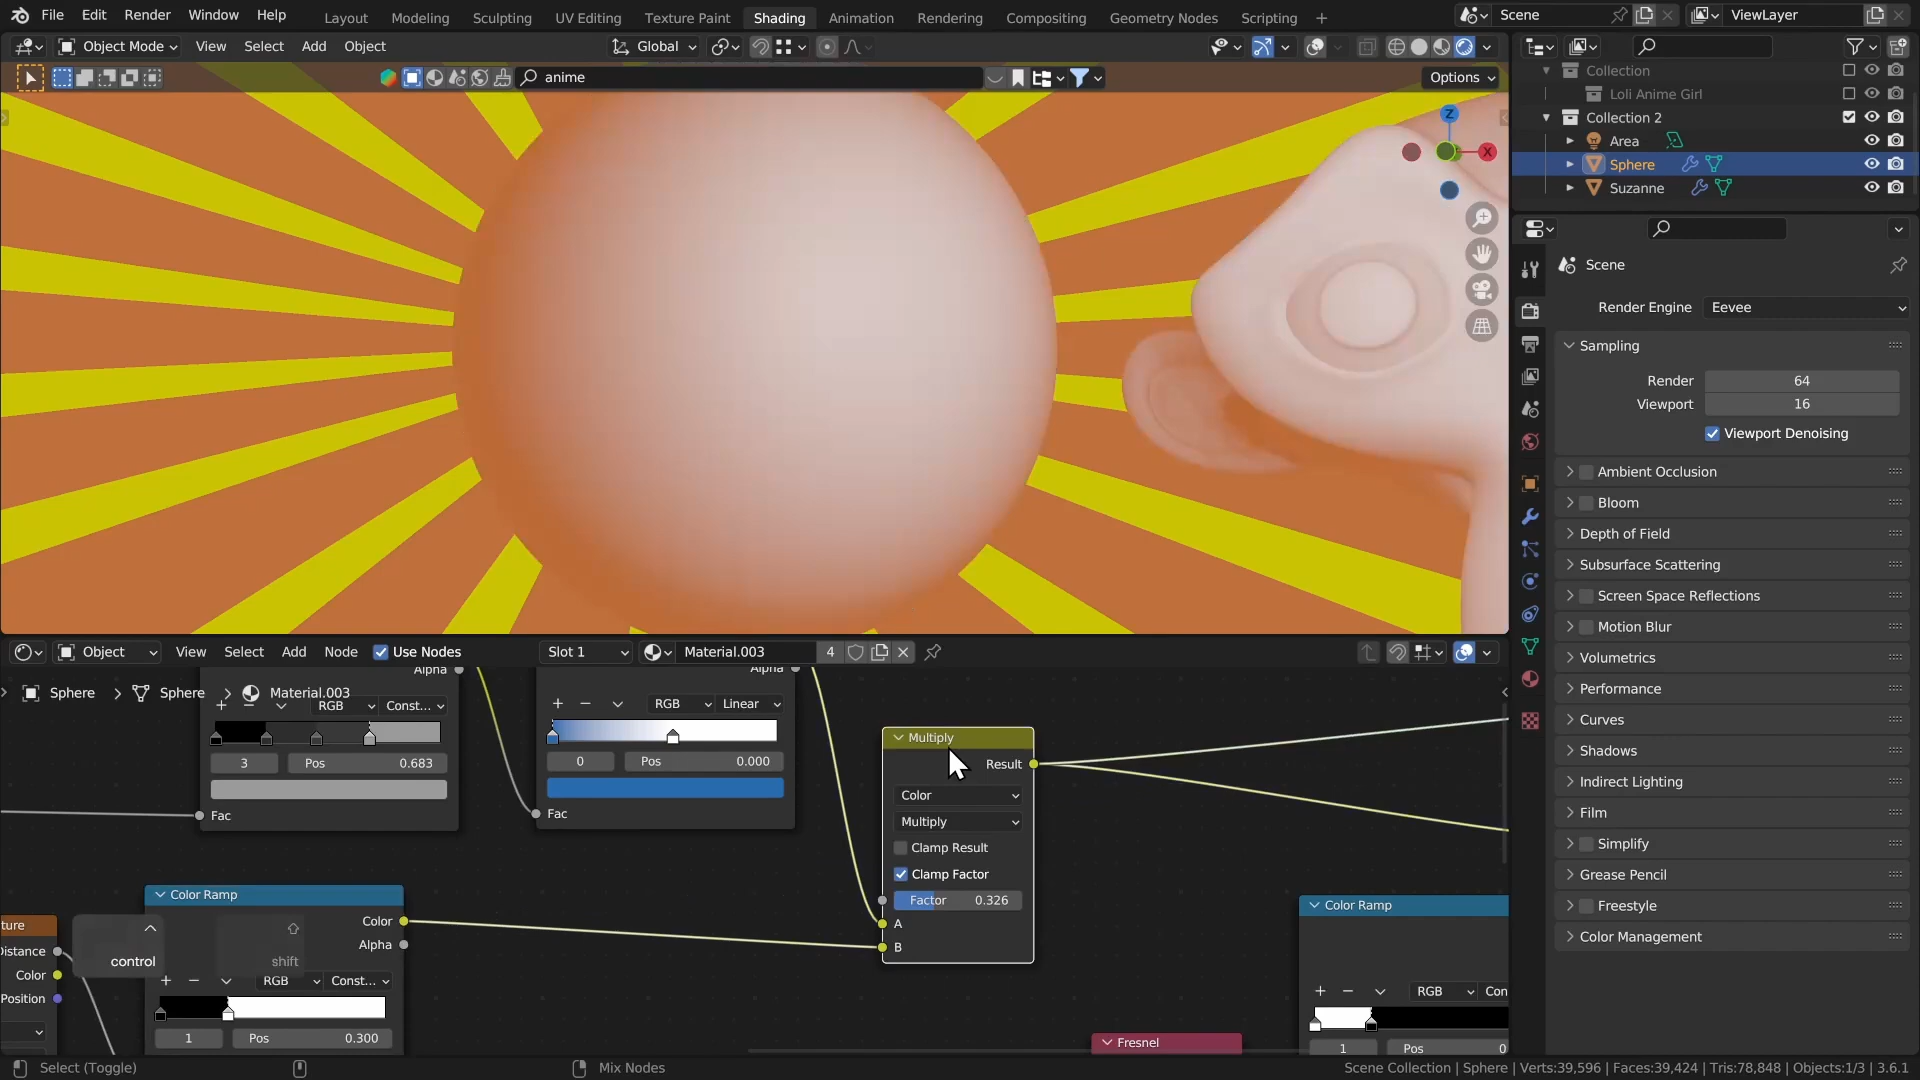 File Edit Render Window Help Layout Modeling Sculpting UV Editing Texture Paint Shading Animation Rendering Compositing Geometry Nodes Scripting + Scene ViewLayer
Object Mode View Select Add Object Global
anime Options
Z
X
Collection
Loli Anime Girl
Collection 2
Area
Sphere
Suzanne
Scene
Render Engine Eevee
Sampling
Render 64
Viewport 16
Viewport Denoising
Ambient Occlusion
Bloom
Depth of Field
Subsurface Scattering
Screen Space Reflections
Motion Blur
Volumetrics
Performance
Curves
Shadows
Indirect Lighting
Film
Simplify
Grease Pencil
Freestyle
Color Management
Object View Select Add Node Use Nodes Slot 1 Material.003 4
Alpha Alpha
Sphere > Sphere > Material.003
RGB Const...
3 Pos 0.683
Fac
RGB Linear
0 Pos 0.000
Fac
Multiply
Result
Color
Multiply
Clamp Result
Clamp Factor
Factor 0.326
A
B
ture
Distance
Color
Position
control
shift
Color Ramp
Color
Alpha
RGB Const...
1 Pos 0.300
Color Ramp
RGB Con
1 Pos 0
Fresnel
Select (Toggle) Mix Nodes Scene Collection | Sphere | Verts:39,596 | Faces:39,424 | Tris:78,848 | Objects:1/3 | 3.6.1